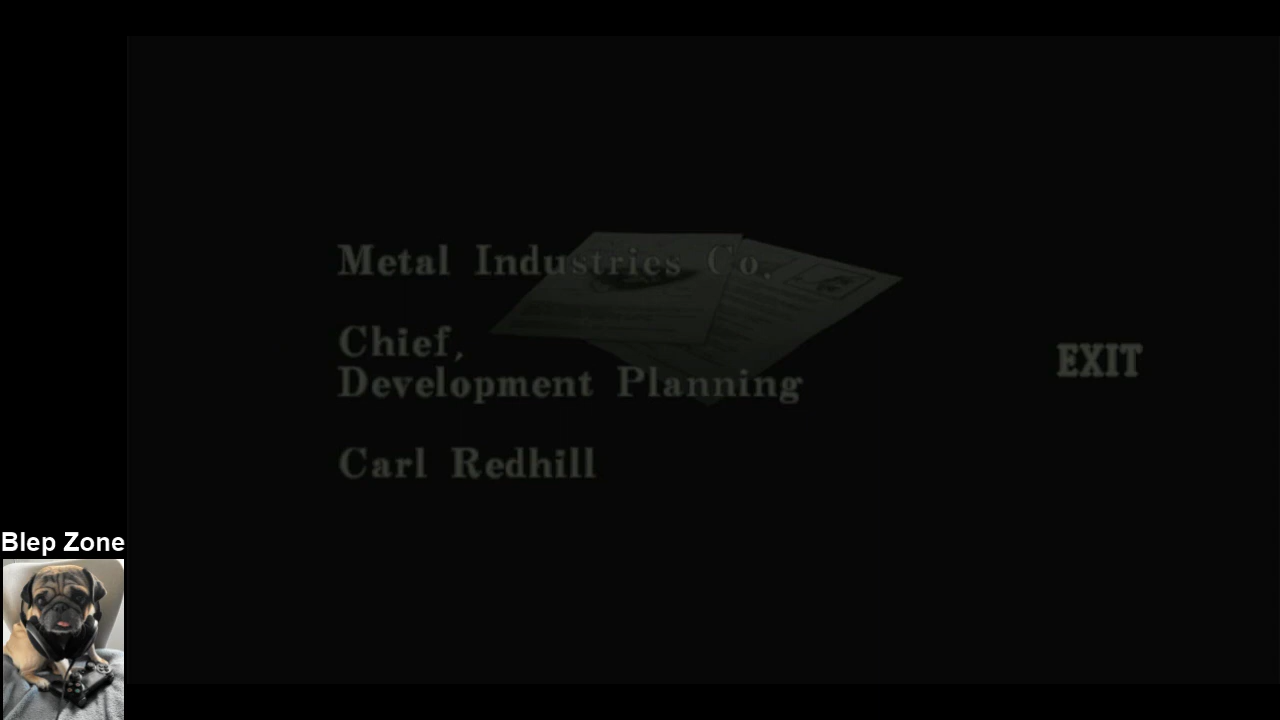 Metal Industries Co.
Chief,
Development Planning
Carl Redhill
EXIT
Blep Zone